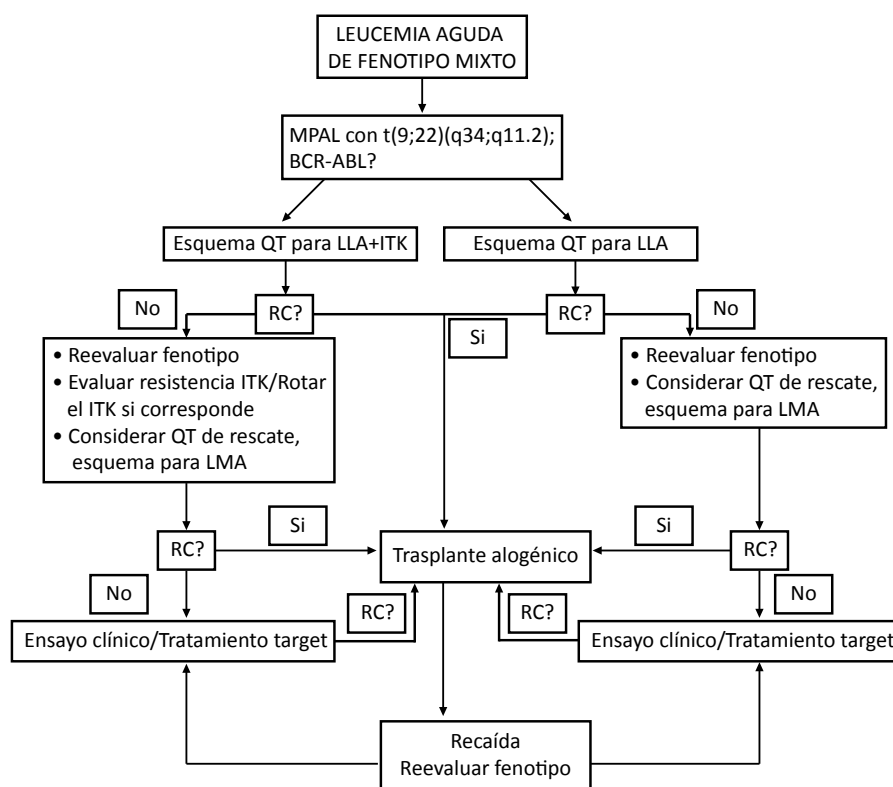 LEUCEMIA AGUDA
DE FENOTIPO MIXTO
MPAL con t(9;22)(q34;q11.2);
BCR-ABL?
Esquema QT para LLA+ITK
Esquema QT para LLA
No
RC?
Si
RC?
No
• Reevaluar fenotipo
• Evaluar resistencia ITK/Rotar
el ITK si corresponde
• Considerar QT de rescate,
esquema para LMA
• Reevaluar fenotipo
• Considerar QT de rescate,
esquema para LMA
RC?
Si
Trasplante alogénico
Si
RC?
No
RC?
RC?
No
Ensayo clínico/Tratamiento target
Ensayo clínico/Tratamiento target
Recaída
Reevaluar fenotipo